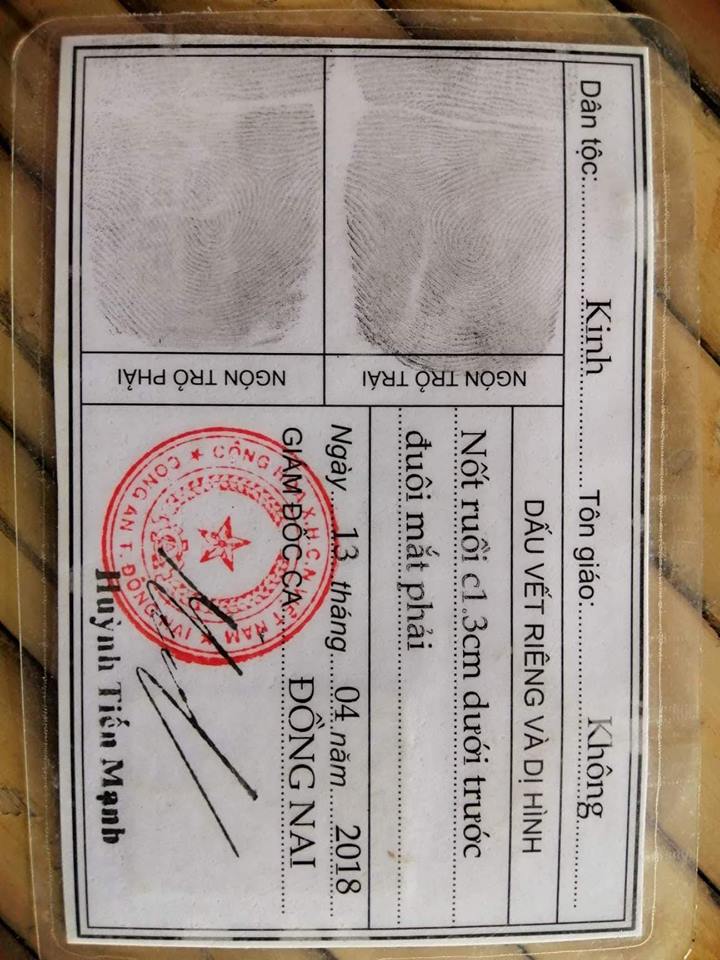 Dân tộc: Kinh Tôn giáo: Không
NGÓN TRỎ TRÁI
NGÓN TRỎ PHẢI
DẤU VẾT RIÊNG VÀ DỊ HÌNH
Nốt ruồi c1.3cm dưới trước
đuôi mắt phải
Ngày 13 tháng 04 năm 2018
GIÁM ĐỐC CA ĐỒNG NAI
CỘNG HÒA X.H.C.N VIỆT NAM
CÔNG AN T. ĐỒNG NAI
Huỳnh Tiến Mạnh